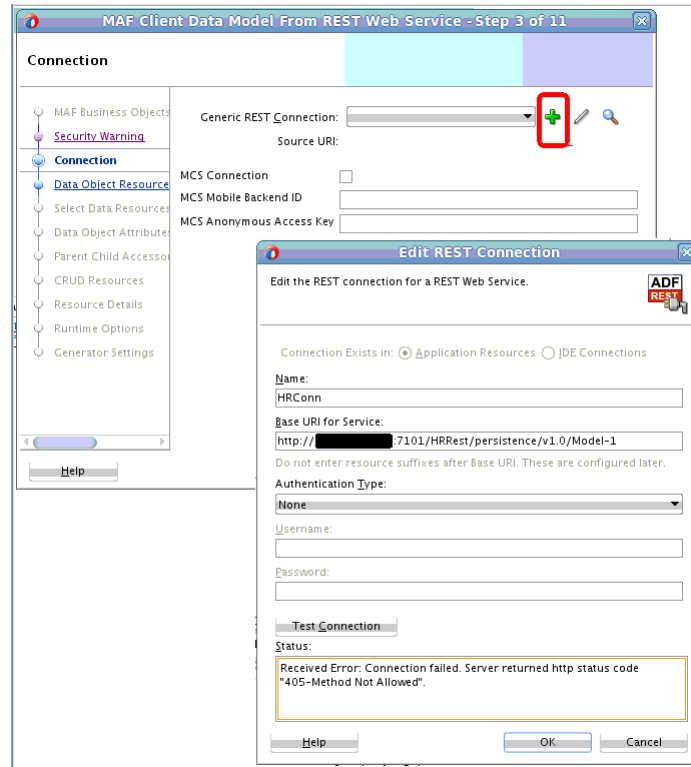 MAF Client Data Model From REST Web Service - Step 3 of 11
Connection
MAF Business Objects
Security Warning
Connection
Data Object Resource
Select Data Resources
Data Object Attribute
Parent Child Accesso
CRUD Resources
Resource Details
Runtime Options
Generator Settings
Help
Generic REST Connection:
Source URI:
MCS Connection
MCS Mobile Backend ID
MCS Anonymous Access Key
Edit REST Connection
Edit the REST connection for a REST Web Service.
ADF
REST
Connection Exists in: Application Resources IDE Connections
Name:
HRConn
Base URI for Service:
http:// :7101/HRRest/persistence/v1.0/Model-1
Do not enter resource suffixes after Base URI. These are configured later.
Authentication Type:
None
Username:
Password:
Test Connection
Status:
Received Error: Connection failed. Server returned http status code
"405-Method Not Allowed".
Help
OK
Cancel